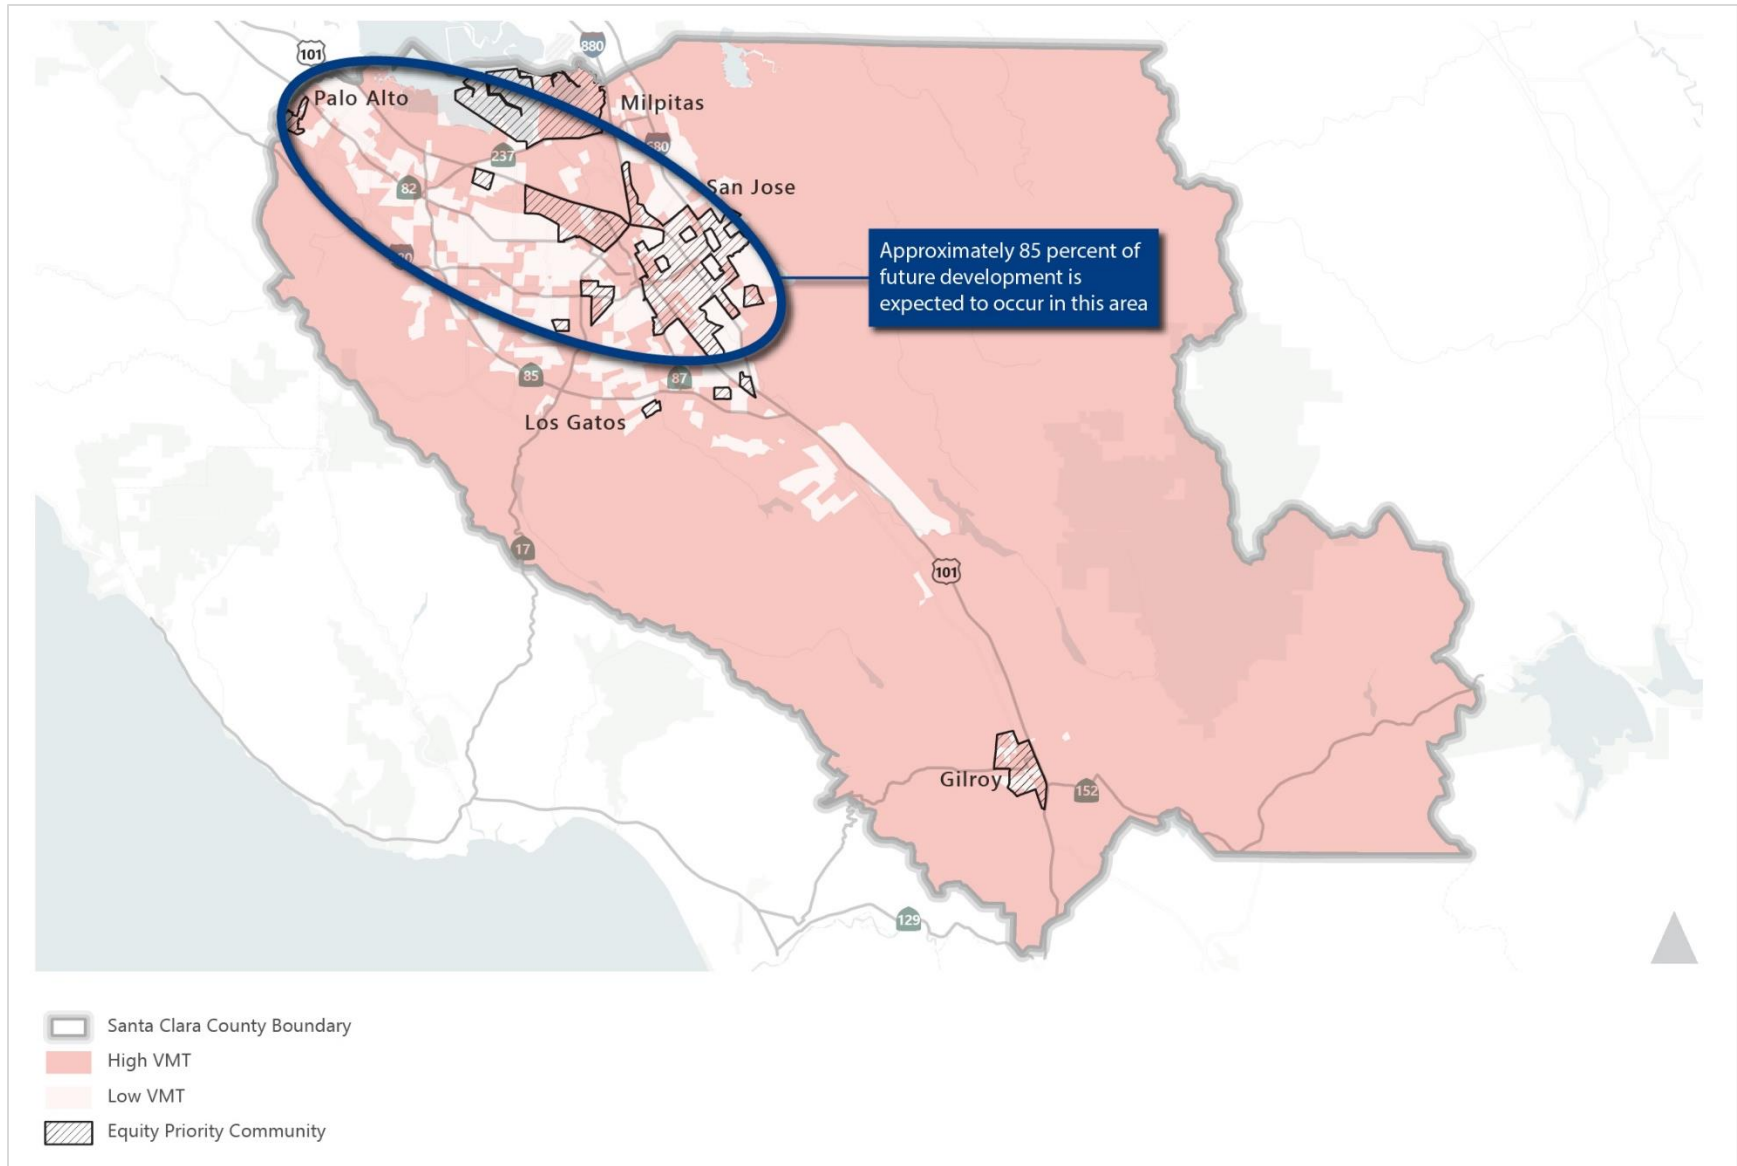 101
880
Palo Alto
Milpitas
237
680
82
San Jose
Approximately 85 percent of
future development is
expected to occur in this area
85
87
Los Gatos
17
101
Gilroy
152
129
Santa Clara County Boundary
High VMT
Low VMT
Equity Priority Community